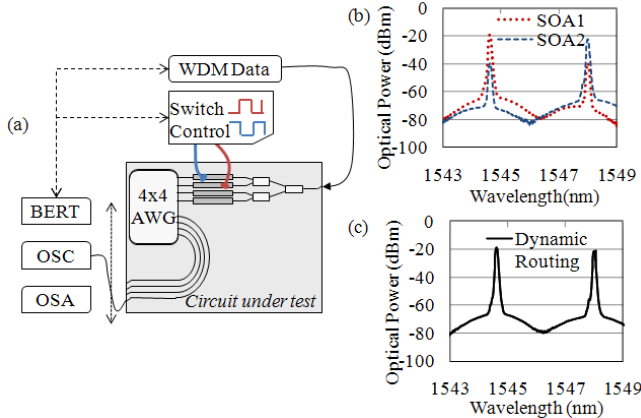 (a)
WDM Data
Switch
Control
4x4
AWG
BERT
OSC
OSA
Circuit under test
(b)
Optical Power (dBm)
0
-20
-40
-60
-80
-100
SOA1
SOA2
1543 1545 1547 1549
Wavelength(nm)
(c)
Optical Power (dBm)
0
-20
-40
-60
-80
-100
Dynamic
Routing
1543 1545 1547 1549
Wavelength (nm)